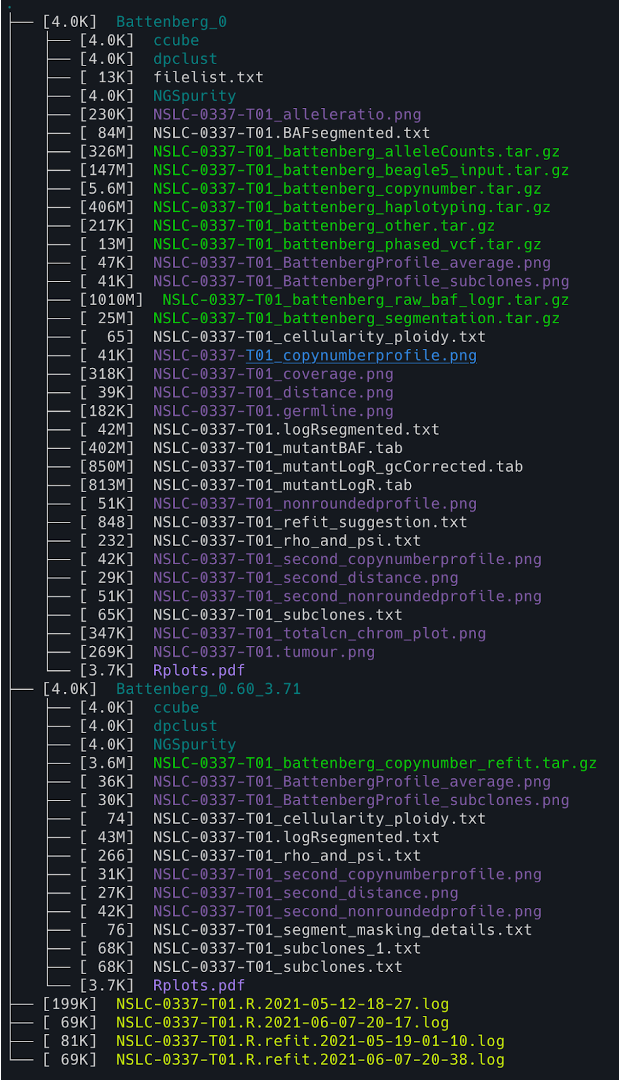 .
├── [4.0K]  Battenberg_0
│   ├── [4.0K]  ccube
│   ├── [4.0K]  dpclust
│   ├── [ 13K]  filelist.txt
│   ├── [4.0K]  NGSpurity
│   ├── [230K]  NSLC-0337-T01_alleleratio.png
│   ├── [ 84M]  NSLC-0337-T01.BAFsegmented.txt
│   ├── [326M]  NSLC-0337-T01_battenberg_alleleCounts.tar.gz
│   ├── [147M]  NSLC-0337-T01_battenberg_beagle5_input.tar.gz
│   ├── [5.6M]  NSLC-0337-T01_battenberg_copynumber.tar.gz
│   ├── [406M]  NSLC-0337-T01_battenberg_haplotyping.tar.gz
│   ├── [217K]  NSLC-0337-T01_battenberg_other.tar.gz
│   ├── [ 13M]  NSLC-0337-T01_battenberg_phased_vcf.tar.gz
│   ├── [ 47K]  NSLC-0337-T01_BattenbergProfile_average.png
│   ├── [ 41K]  NSLC-0337-T01_BattenbergProfile_subclones.png
│   ├── [1010M]  NSLC-0337-T01_battenberg_raw_baf_logr.tar.gz
│   ├── [ 25M]  NSLC-0337-T01_battenberg_segmentation.tar.gz
│   ├── [  65]  NSLC-0337-T01_cellularity_ploidy.txt
│   ├── [ 41K]  NSLC-0337-T01_copynumberprofile.png
│   ├── [318K]  NSLC-0337-T01_coverage.png
│   ├── [ 39K]  NSLC-0337-T01_distance.png
│   ├── [182K]  NSLC-0337-T01.germline.png
│   ├── [ 42M]  NSLC-0337-T01.logRsegmented.txt
│   ├── [402M]  NSLC-0337-T01_mutantBAF.tab
│   ├── [850M]  NSLC-0337-T01_mutantLogR_gcCorrected.tab
│   ├── [813M]  NSLC-0337-T01_mutantLogR.tab
│   ├── [ 51K]  NSLC-0337-T01_nonroundedprofile.png
│   ├── [ 848]  NSLC-0337-T01_refit_suggestion.txt
│   ├── [ 232]  NSLC-0337-T01_rho_and_psi.txt
│   ├── [ 42K]  NSLC-0337-T01_second_copynumberprofile.png
│   ├── [ 29K]  NSLC-0337-T01_second_distance.png
│   ├── [ 51K]  NSLC-0337-T01_second_nonroundedprofile.png
│   ├── [ 65K]  NSLC-0337-T01_subclones.txt
│   ├── [347K]  NSLC-0337-T01_totalcn_chrom_plot.png
│   ├── [269K]  NSLC-0337-T01.tumour.png
│   └── [3.7K]  Rplots.pdf
├── [4.0K]  Battenberg_0.60_3.71
│   ├── [4.0K]  ccube
│   ├── [4.0K]  dpclust
│   ├── [4.0K]  NGSpurity
│   ├── [3.6M]  NSLC-0337-T01_battenberg_copynumber_refit.tar.gz
│   ├── [ 36K]  NSLC-0337-T01_BattenbergProfile_average.png
│   ├── [ 30K]  NSLC-0337-T01_BattenbergProfile_subclones.png
│   ├── [  74]  NSLC-0337-T01_cellularity_ploidy.txt
│   ├── [ 43M]  NSLC-0337-T01.logRsegmented.txt
│   ├── [ 266]  NSLC-0337-T01_rho_and_psi.txt
│   ├── [ 31K]  NSLC-0337-T01_second_copynumberprofile.png
│   ├── [ 27K]  NSLC-0337-T01_second_distance.png
│   ├── [ 42K]  NSLC-0337-T01_second_nonroundedprofile.png
│   ├── [  76]  NSLC-0337-T01_segment_masking_details.txt
│   ├── [ 68K]  NSLC-0337-T01_subclones_1.txt
│   ├── [ 68K]  NSLC-0337-T01_subclones.txt
│   └── [3.7K]  Rplots.pdf
├── [199K]  NSLC-0337-T01.R.2021-05-12-18-27.log
├── [ 69K]  NSLC-0337-T01.R.2021-06-07-20-17.log
├── [ 81K]  NSLC-0337-T01.R.refit.2021-05-19-01-10.log
└── [ 69K]  NSLC-0337-T01.R.refit.2021-06-07-20-38.log